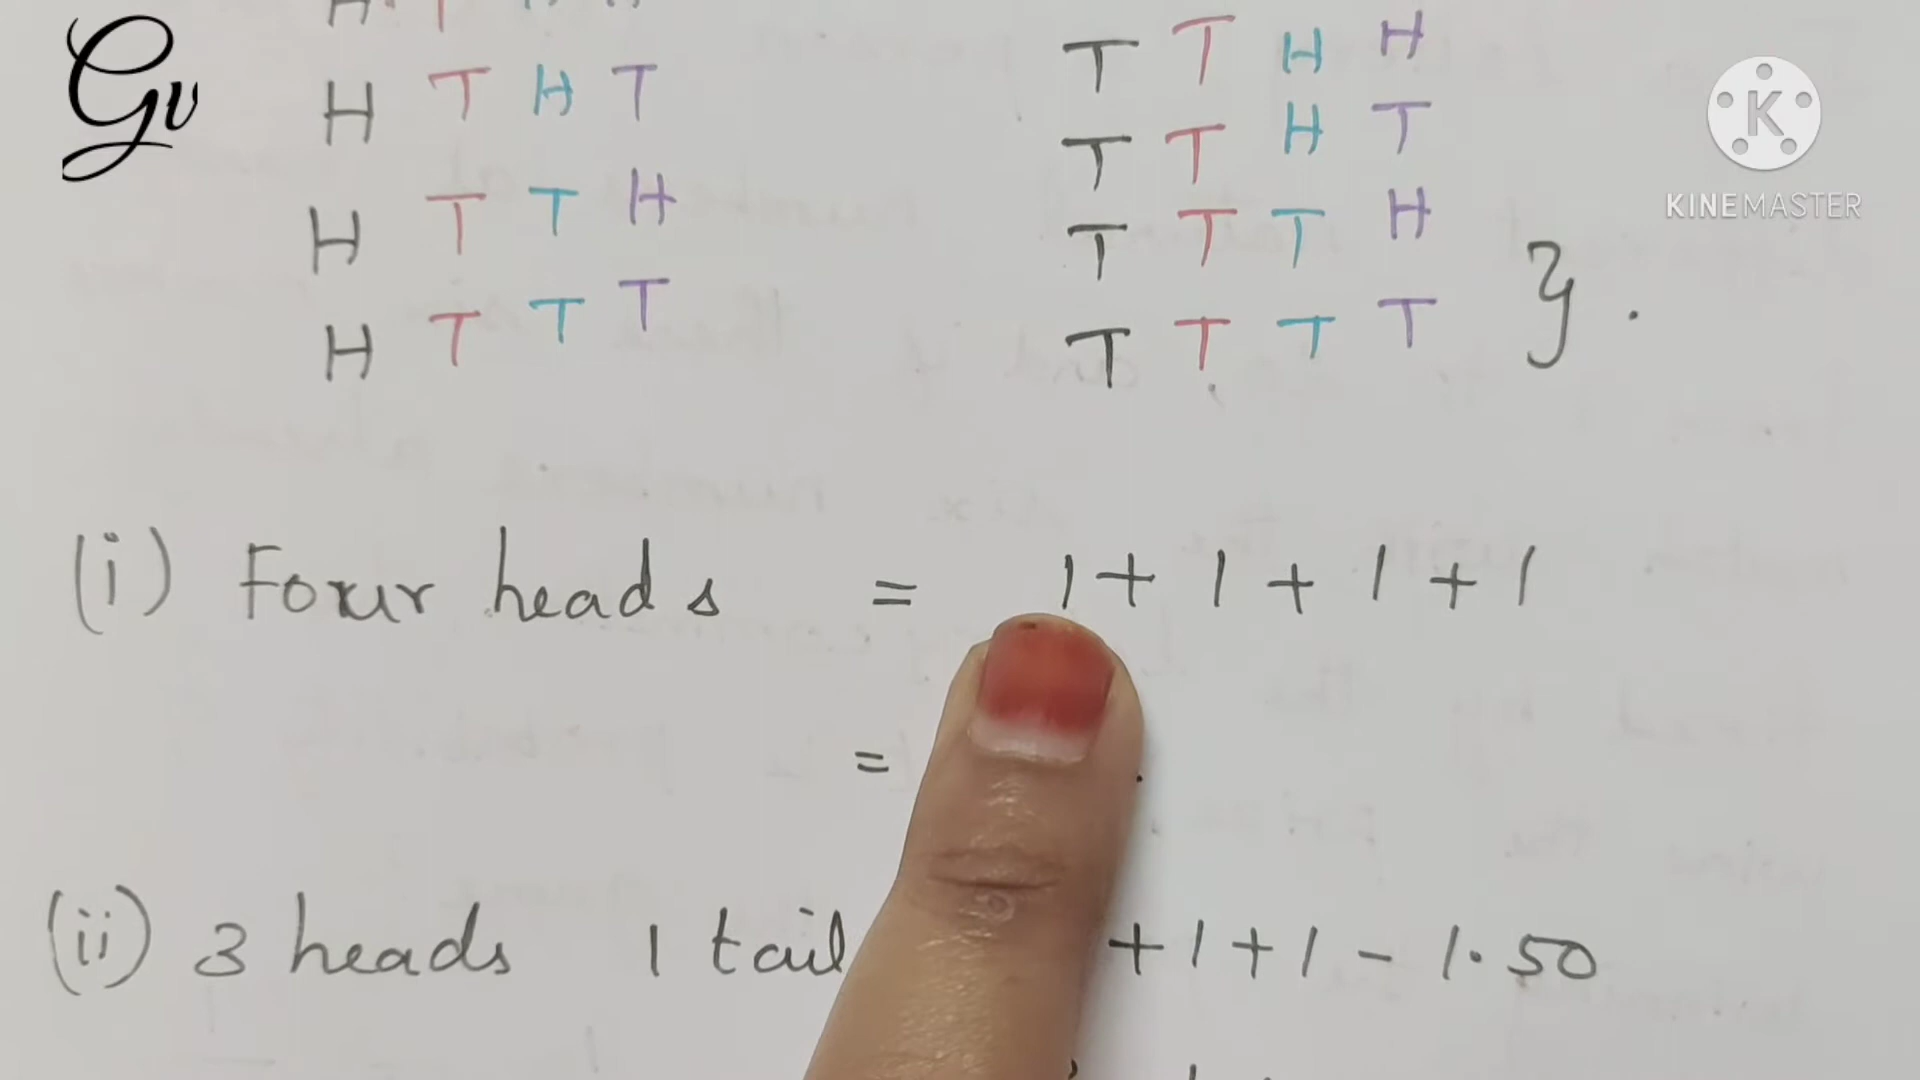 Gv
H T H T
H T T H
H T T T
T T H H
T T H T
T T T H
T T T T }.
KINEMASTER
(i) Four heads = 1 + 1 + 1 + 1
=
(ii) 3 heads 1 tail + 1 + 1 - 1.50